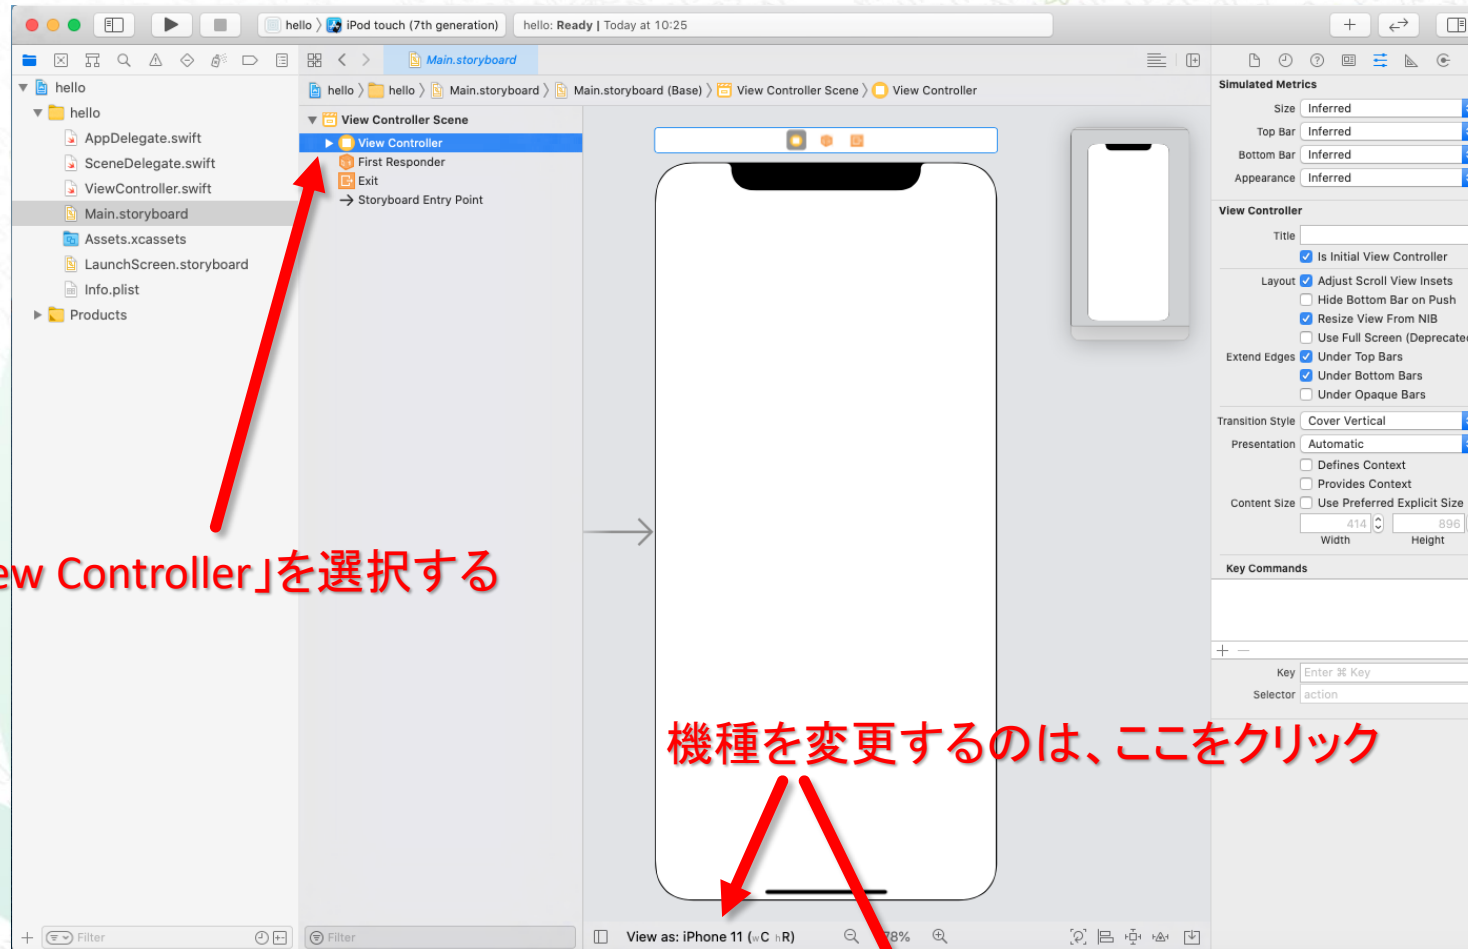 hello 〉 iPod touch (7th generation)
hello: Ready | Today at 10:25
Main.storyboard
hello 〉 hello 〉 Main.storyboard 〉 Main.storyboard (Base) 〉 View Controller Scene 〉 View Controller
hello
hello
AppDelegate.swift
SceneDelegate.swift
ViewController.swift
Main.storyboard
Assets.xcassets
LaunchScreen.storyboard
Info.plist
Products
View Controller Scene
View Controller
First Responder
Exit
Storyboard Entry Point
Simulated Metrics
Size Inferred
Top Bar Inferred
Bottom Bar Inferred
Appearance Inferred
View Controller
Title
Is Initial View Controller
Layout Adjust Scroll View Insets
Hide Bottom Bar on Push
Resize View From NIB
Use Full Screen (Deprecated
Extend Edges Under Top Bars
Under Bottom Bars
Under Opaque Bars
Transition Style Cover Vertical
Presentation Automatic
Defines Context
Provides Context
Content Size Use Preferred Explicit Size
414 896
Width Height
Key Commands
Key Enter ⌘ Key
Selector action
ew Controller」を選択する
機種を変更するのは、ここをクリック
Filter
Filter
View as: iPhone 11 (wC hR)
78%